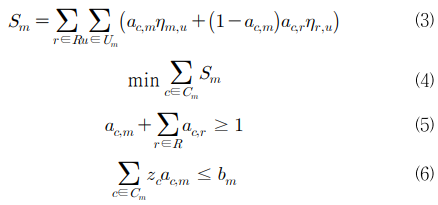 S_m = ∑_{r∈R} ∑_{u∈U_m} (a_{c,m} η_{m,u} + (1 − a_{c,m}) a_{c,r} η_{r,u}) (3)
min ∑_{c∈C_m} S_m (4)
a_{c,m} + ∑_{r∈R} a_{c,r} ≥ 1 (5)
∑_{c∈C_m} z_c a_{c,m} ≤ b_m (6)